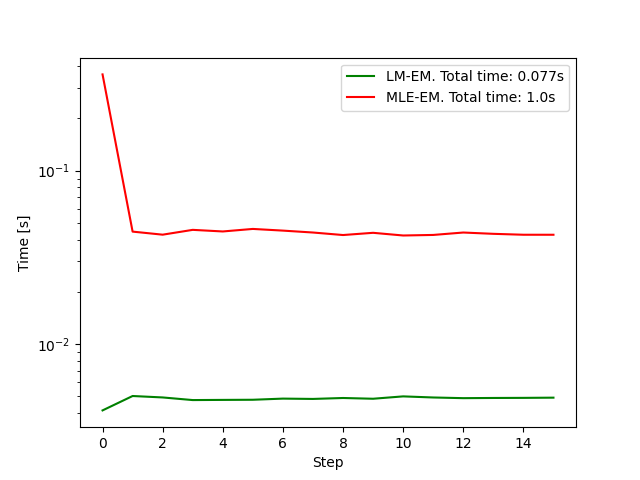 LM-EM. Total time: 0.077s
MLE-EM. Total time: 1.0s
10⁻¹
10⁻²
Time [s]
0 2 4 6 8 10 12 14
Step